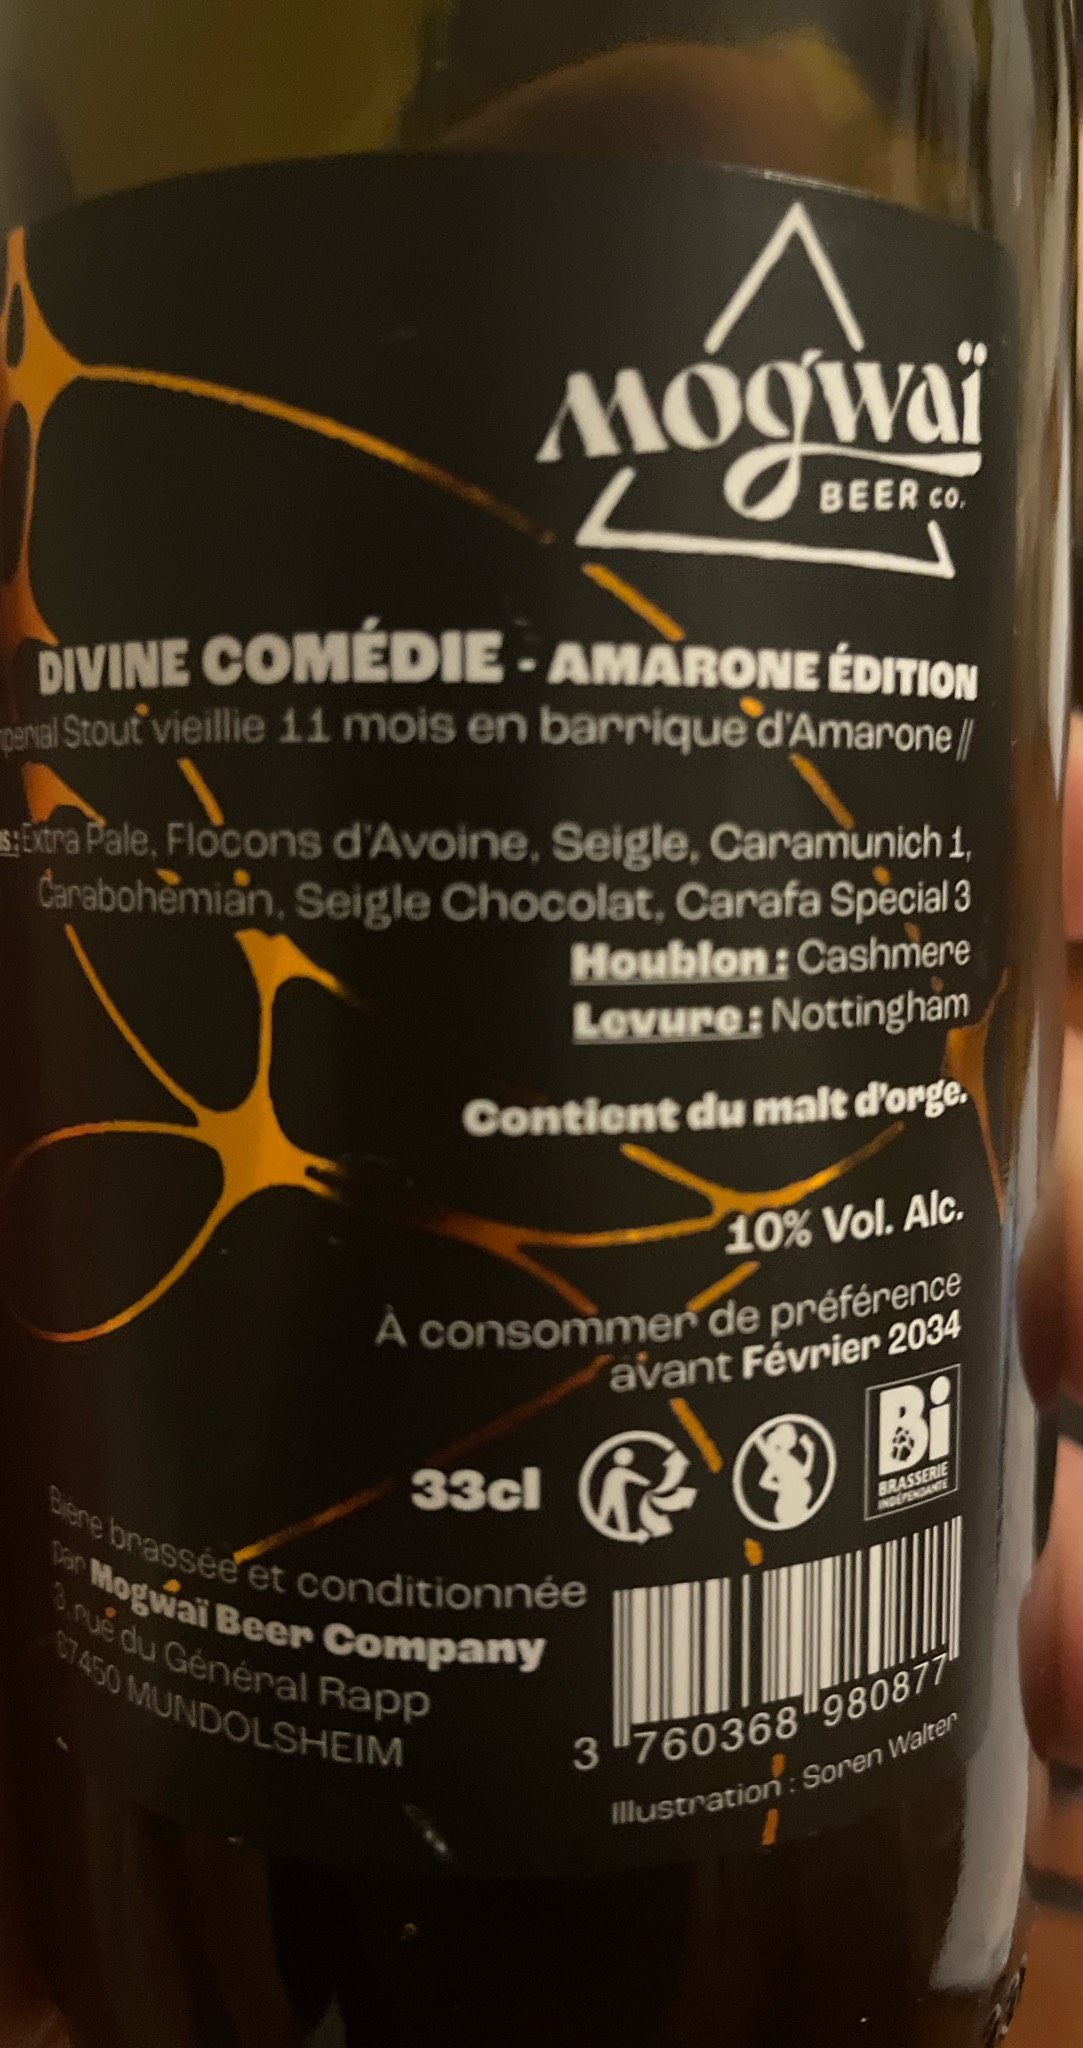 Mogwaï
BEER CO.
DIVINE COMÉDIE - AMARONE ÉDITION
Stout vieillie 11 mois en barrique d'Amarone //
Extra Pale, Flocons d'Avoine, Seigle, Caramunich 1,
Carabohemian, Seigle Chocolat, Carafa Special 3
Houblon : Cashmere
Levure : Nottingham
Contient du malt d'orge.
10% Vol. Alc.
À consommer de préférence
avant Février 2034
33cl
Bi
BRASSERIE
INDÉPENDANTE
Bière brassée et conditionnée
par Mogwaï Beer Company
3, rue du Général Rapp
67450 MUNDOLSHEIM
3 760368 980877
Illustration : Soren Walter